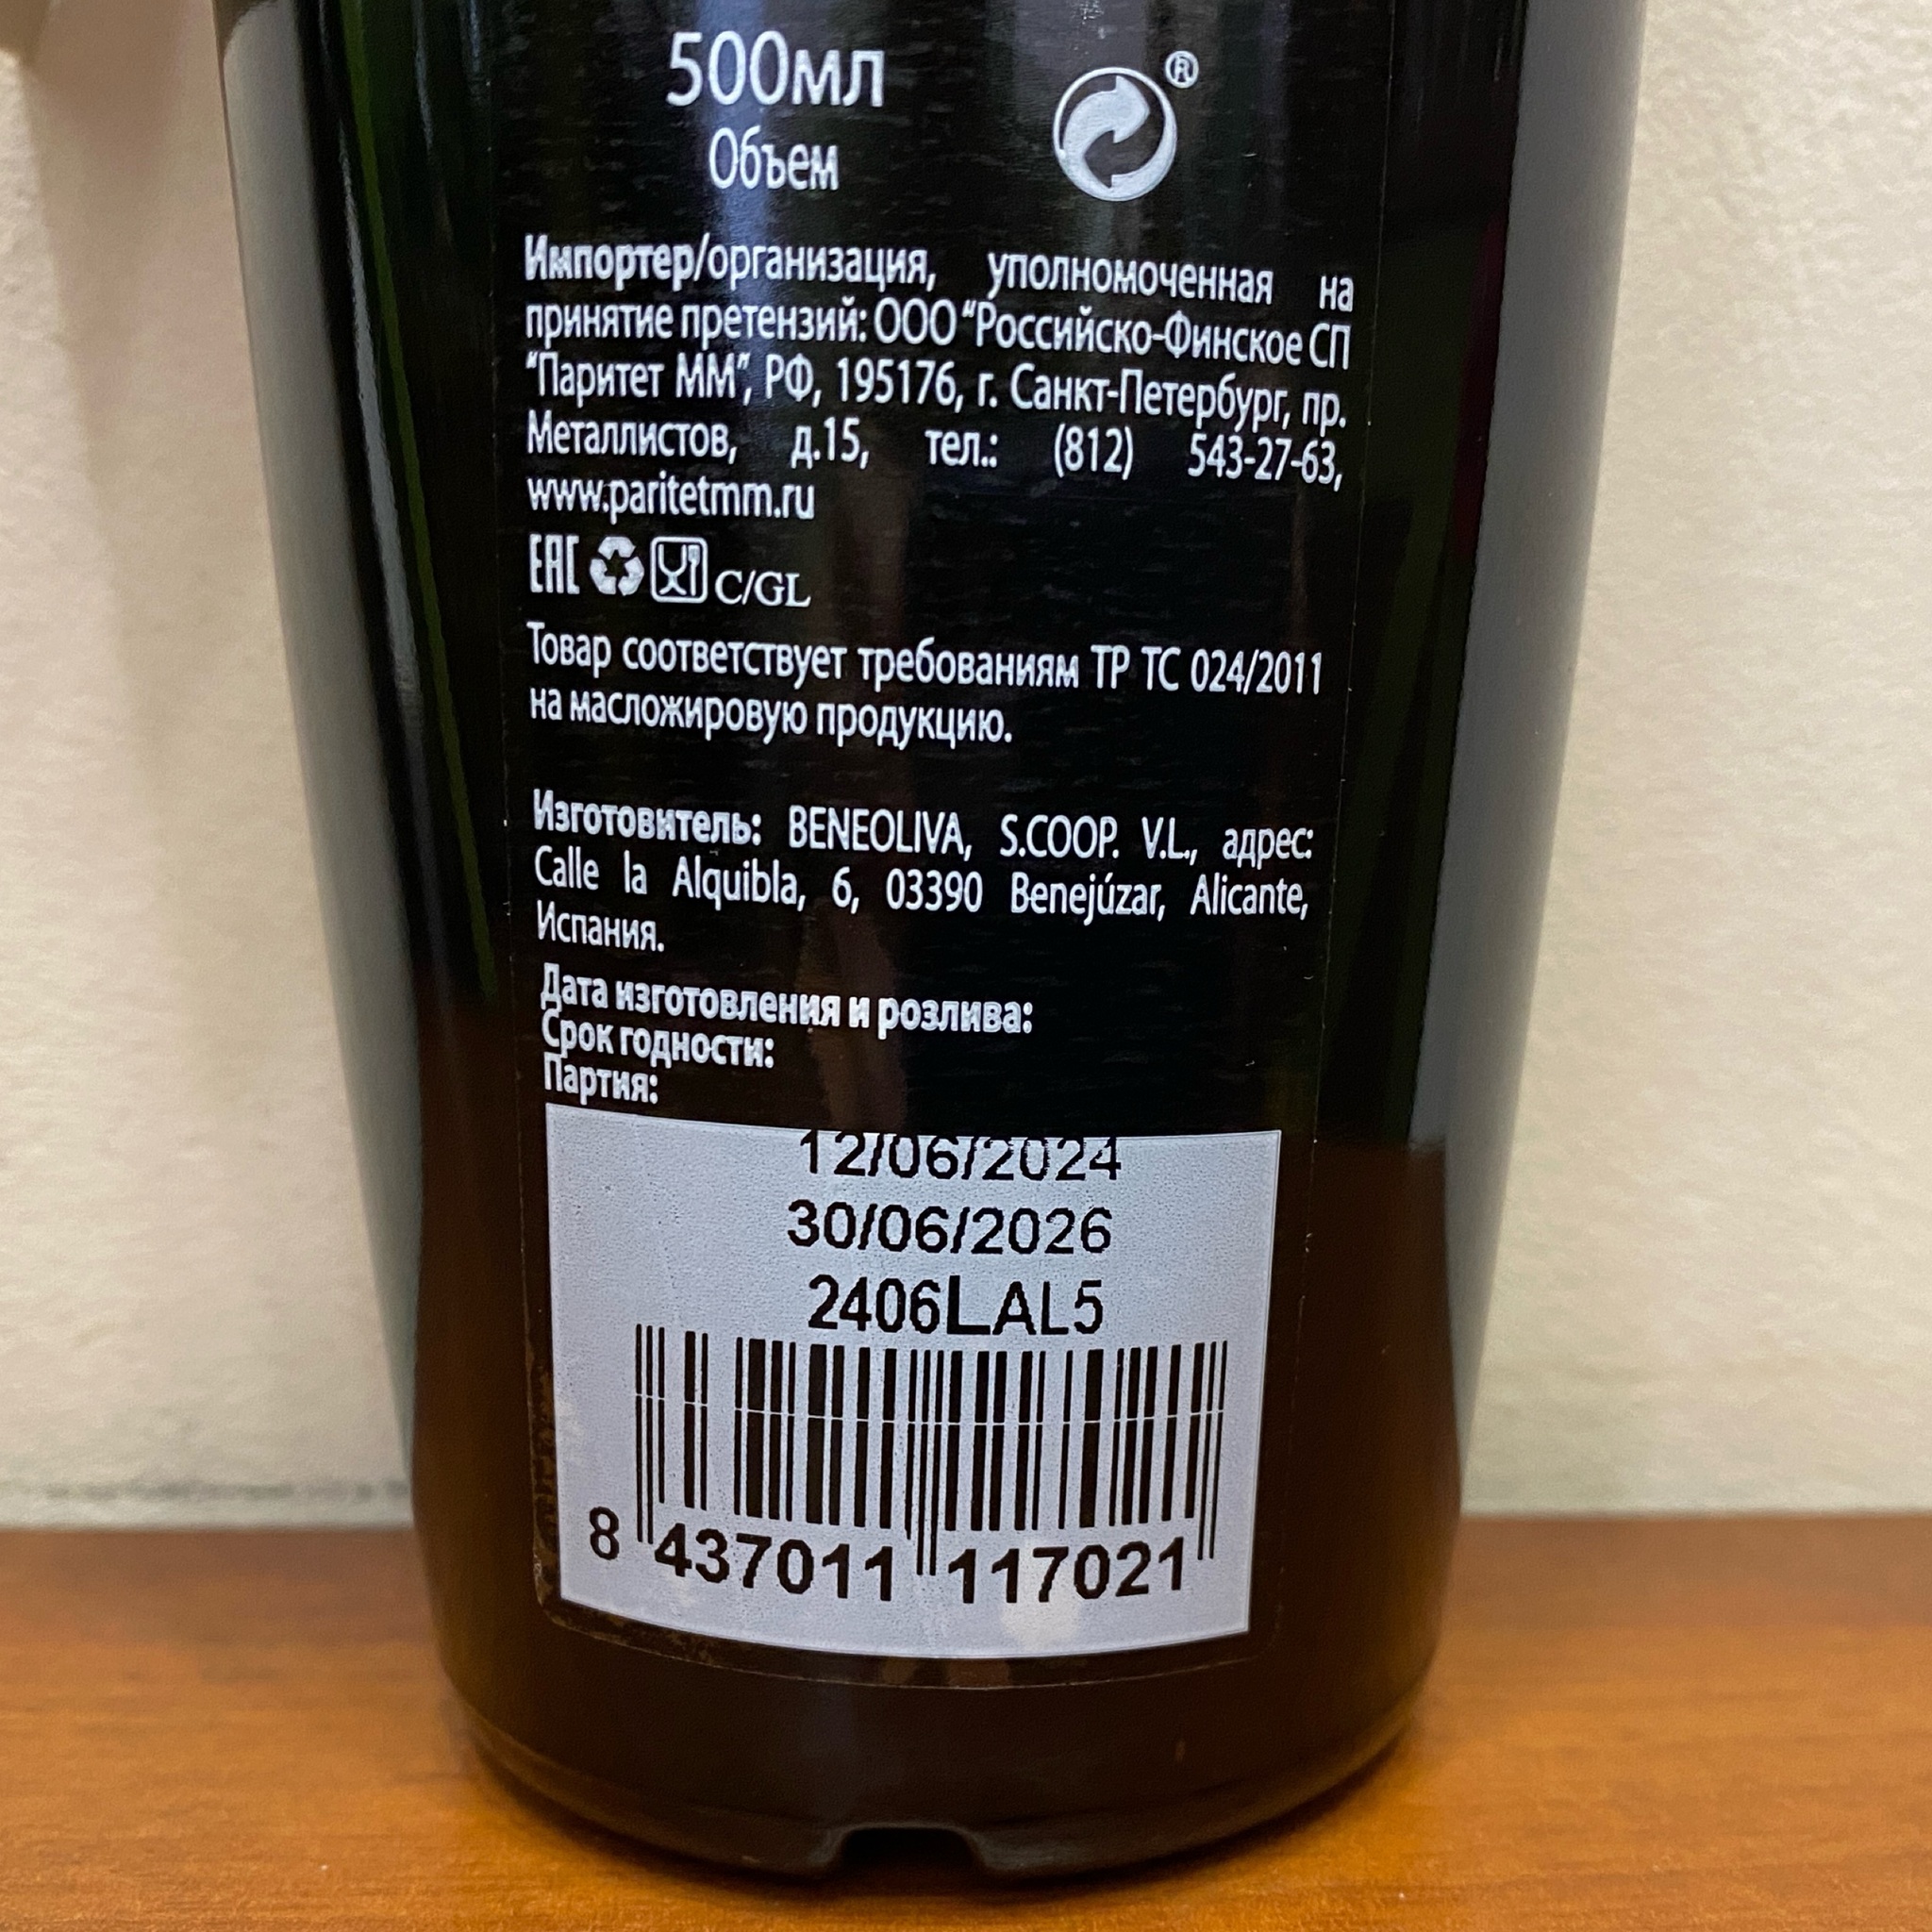 500мл
Объем
®
Импортер/организация, уполномоченная на
принятие претензий: ООО "Российско-Финское СП
"Паритет ММ", РФ, 195176, г. Санкт-Петербург, пр.
Металлистов, д.15, тел.: (812) 543-27-63,
www.paritetmm.ru
EAC C/GL
Товар соответствует требованиям ТР ТС 024/2011
на масложировую продукцию.
Изготовитель: BENEOLIVA, S.COOP. V.L., адрес:
Calle la Alquibla, 6, 03390 Benejúzar, Alicante,
Испания.
Дата изготовления и розлива:
Срок годности:
Партия:
12/06/2024
30/06/2026
2406LAL5
8 437011 117021